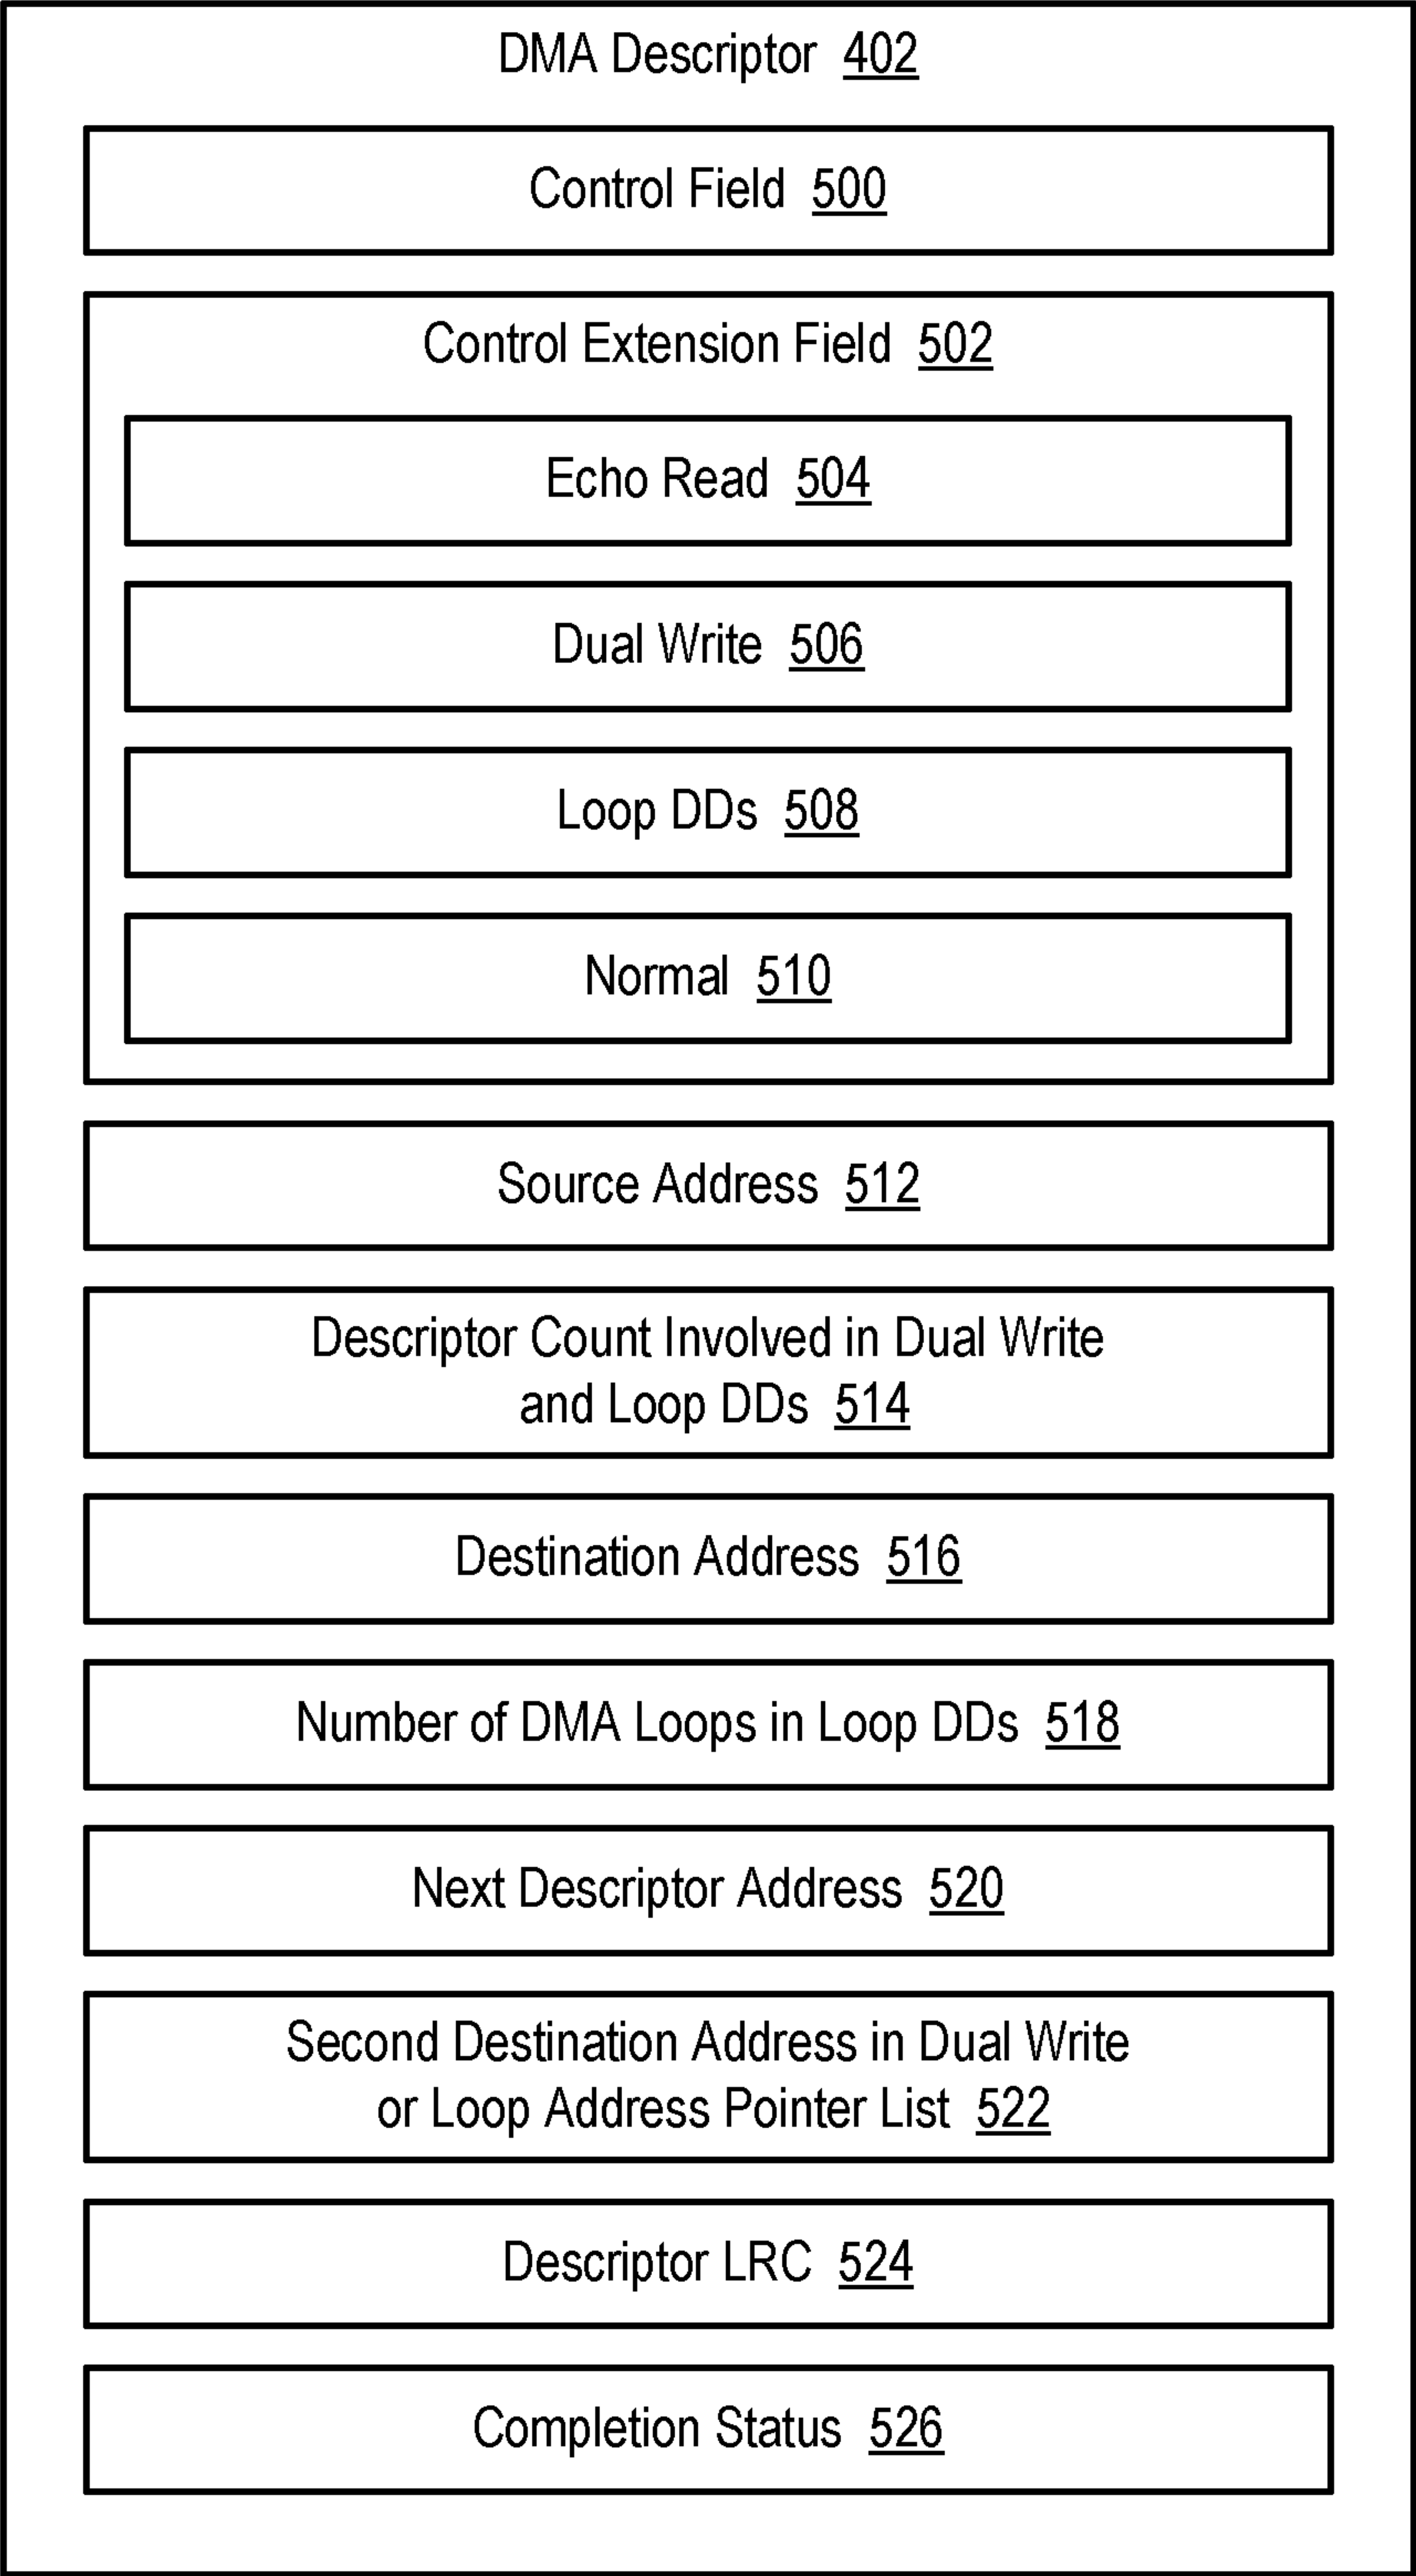 DMA Descriptor 402
Control Field 500
Control Extension Field 502
Echo Read 504
Dual Write 506
Loop DDs 508
Normal 510
Source Address 512
Descriptor Count Involved in Dual Write
and Loop DDs 514
Destination Address 516
Number of DMA Loops in Loop DDs 518
Next Descriptor Address 520
Second Destination Address in Dual Write
or Loop Address Pointer List 522
Descriptor LRC 524
Completion Status 526